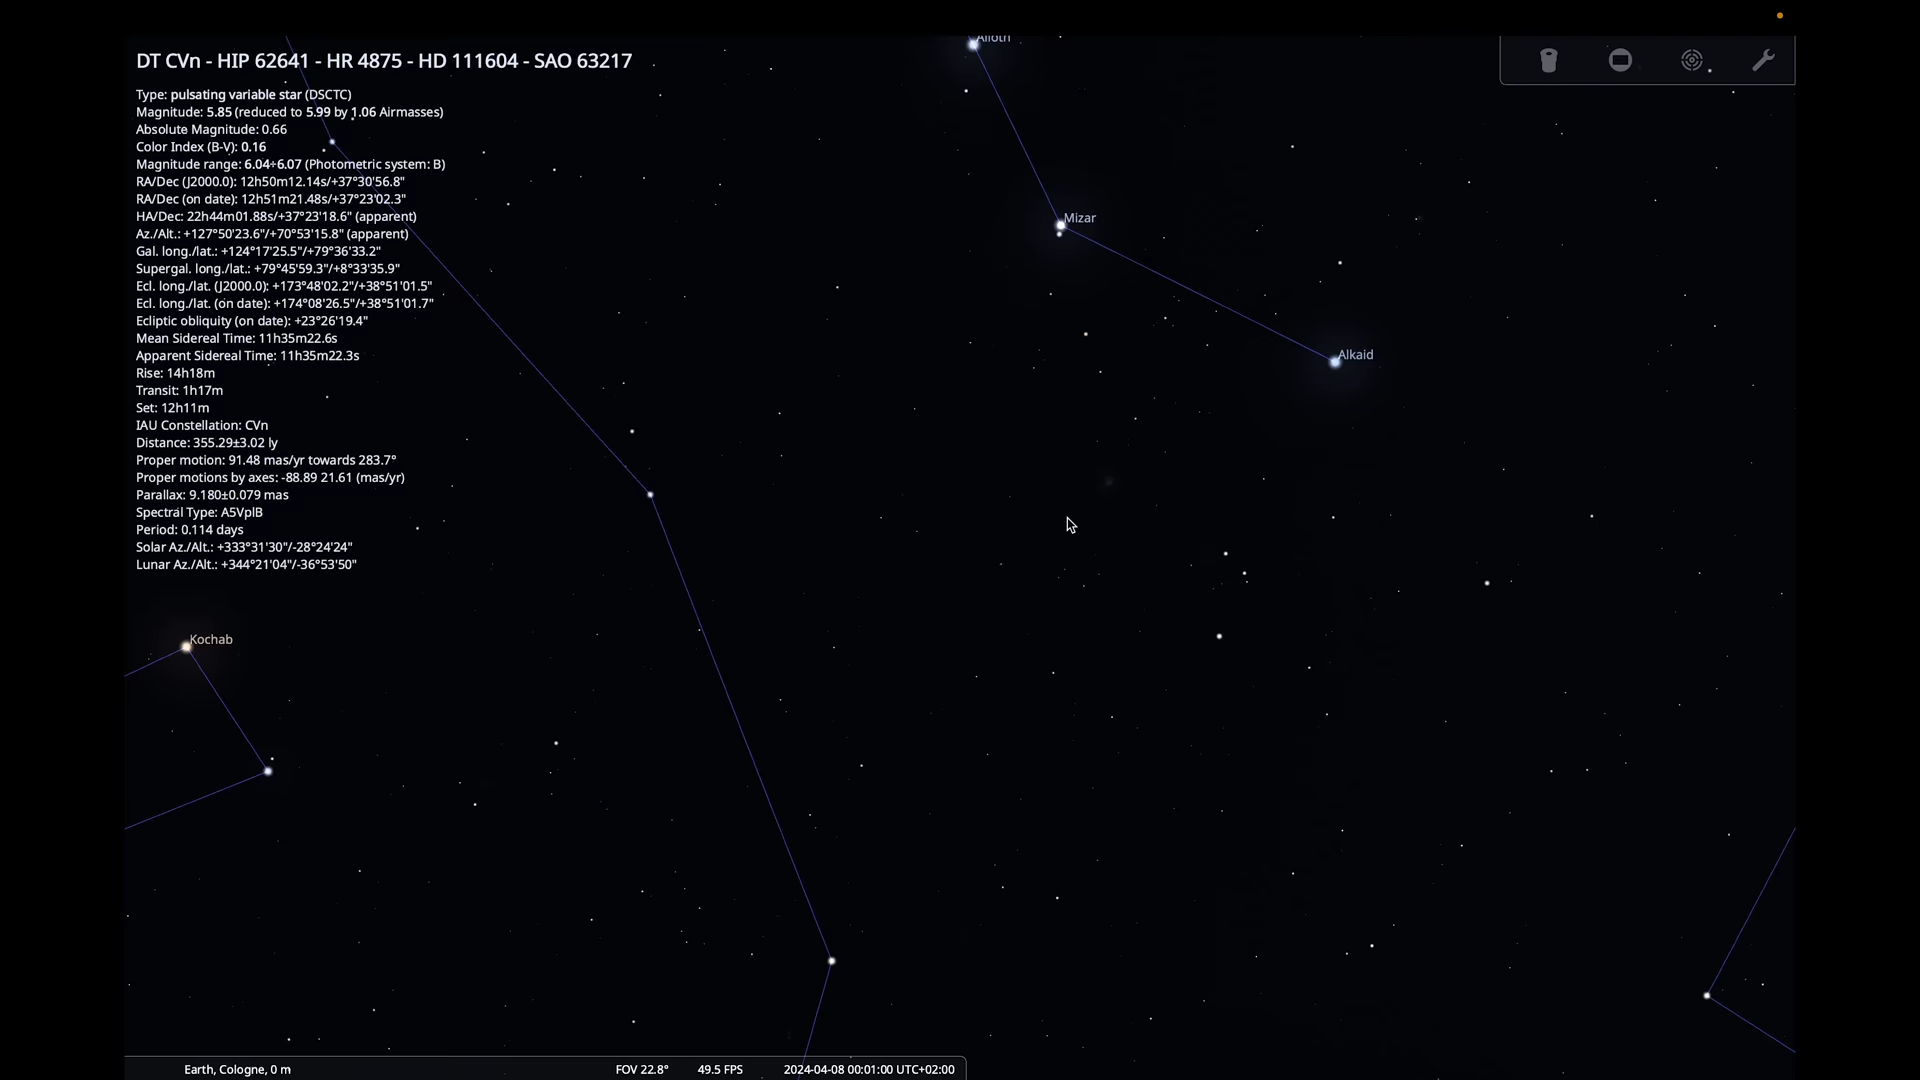 Alioth
DT CVn - HIP 62641 - HR 4875 - HD 111604 - SAO 63217
Type: pulsating variable star (DSCTC)
Magnitude: 5.85 (reduced to 5.99 by 1.06 Airmasses)
Absolute Magnitude: 0.66
Color Index (B-V): 0.16
Magnitude range: 6.04÷6.07 (Photometric system: B)
RA/Dec (J2000.0): 12h50m12.14s/+37°30'56.8"
RA/Dec (on date): 12h51m21.48s/+37°23'02.3"
HA/Dec: 22h44m01.88s/+37°23'18.6" (apparent)
Az./Alt.: +127°50'23.6"/+70°53'15.8" (apparent)
Gal. long./lat.: +124°17'25.5"/+79°36'33.2"
Supergal. long./lat.: +79°45'59.3"/+8°33'35.9"
Ecl. long./lat. (J2000.0): +173°48'02.2"/+38°51'01.5"
Ecl. long./lat. (on date): +174°08'26.5"/+38°51'01.7"
Ecliptic obliquity (on date): +23°26'19.4"
Mean Sidereal Time: 11h35m22.6s
Apparent Sidereal Time: 11h35m22.3s
Rise: 14h18m
Transit: 1h17m
Set: 12h11m
IAU Constellation: CVn
Distance: 355.29±3.02 ly
Proper motion: 91.48 mas/yr towards 283.7°
Proper motions by axes: -88.89 21.61 (mas/yr)
Parallax: 9.180±0.079 mas
Spectral Type: A5VplB
Period: 0.114 days
Solar Az./Alt.: +333°31'30"/-28°24'24"
Lunar Az./Alt.: +344°21'04"/-36°53'50"
Mizar
Alkaid
Kochab
Earth, Cologne, 0 m
FOV 22.8°
49.5 FPS
2024-04-08 00:01:00 UTC+02:00